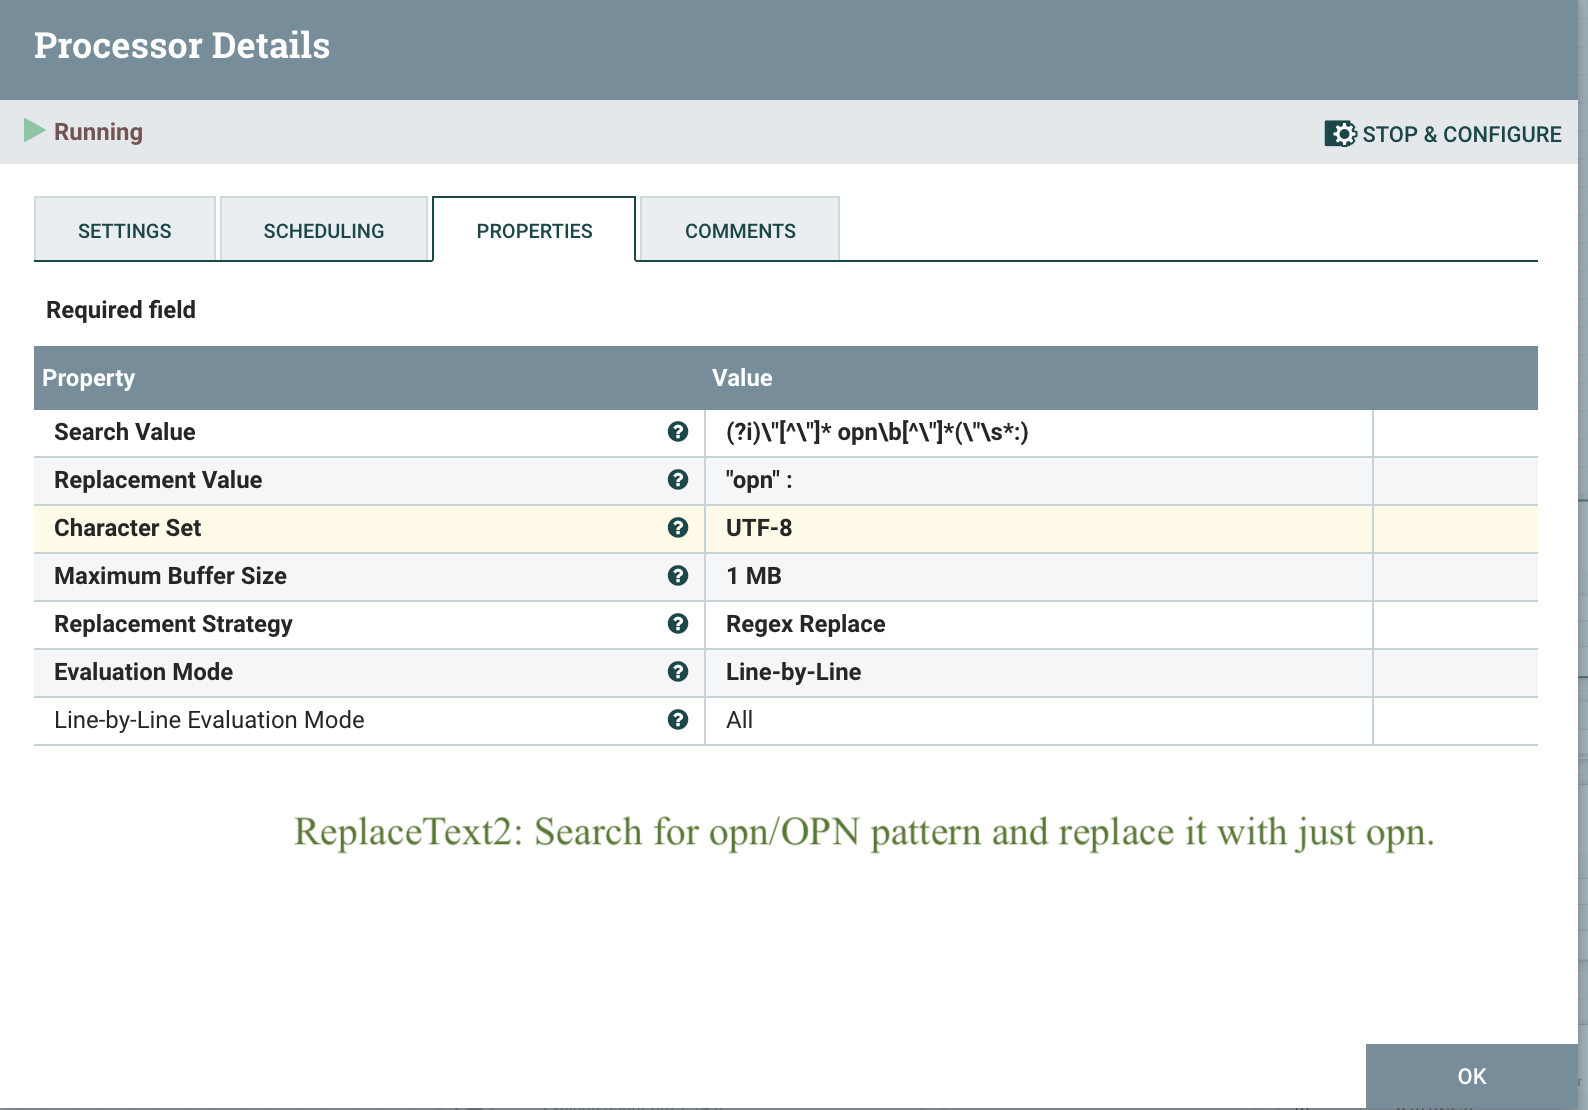 Processor Details
Running
STOP & CONFIGURE
SETTINGS
SCHEDULING
PROPERTIES
COMMENTS
Required field
Property Value
Search Value (?i)\"[^\"]* opn\b[^\"]*(\"\s*:)
Replacement Value "opn" :
Character Set UTF-8
Maximum Buffer Size 1 MB
Replacement Strategy Regex Replace
Evaluation Mode Line-by-Line
Line-by-Line Evaluation Mode All
ReplaceText2: Search for opn/OPN pattern and replace it with just opn.
OK